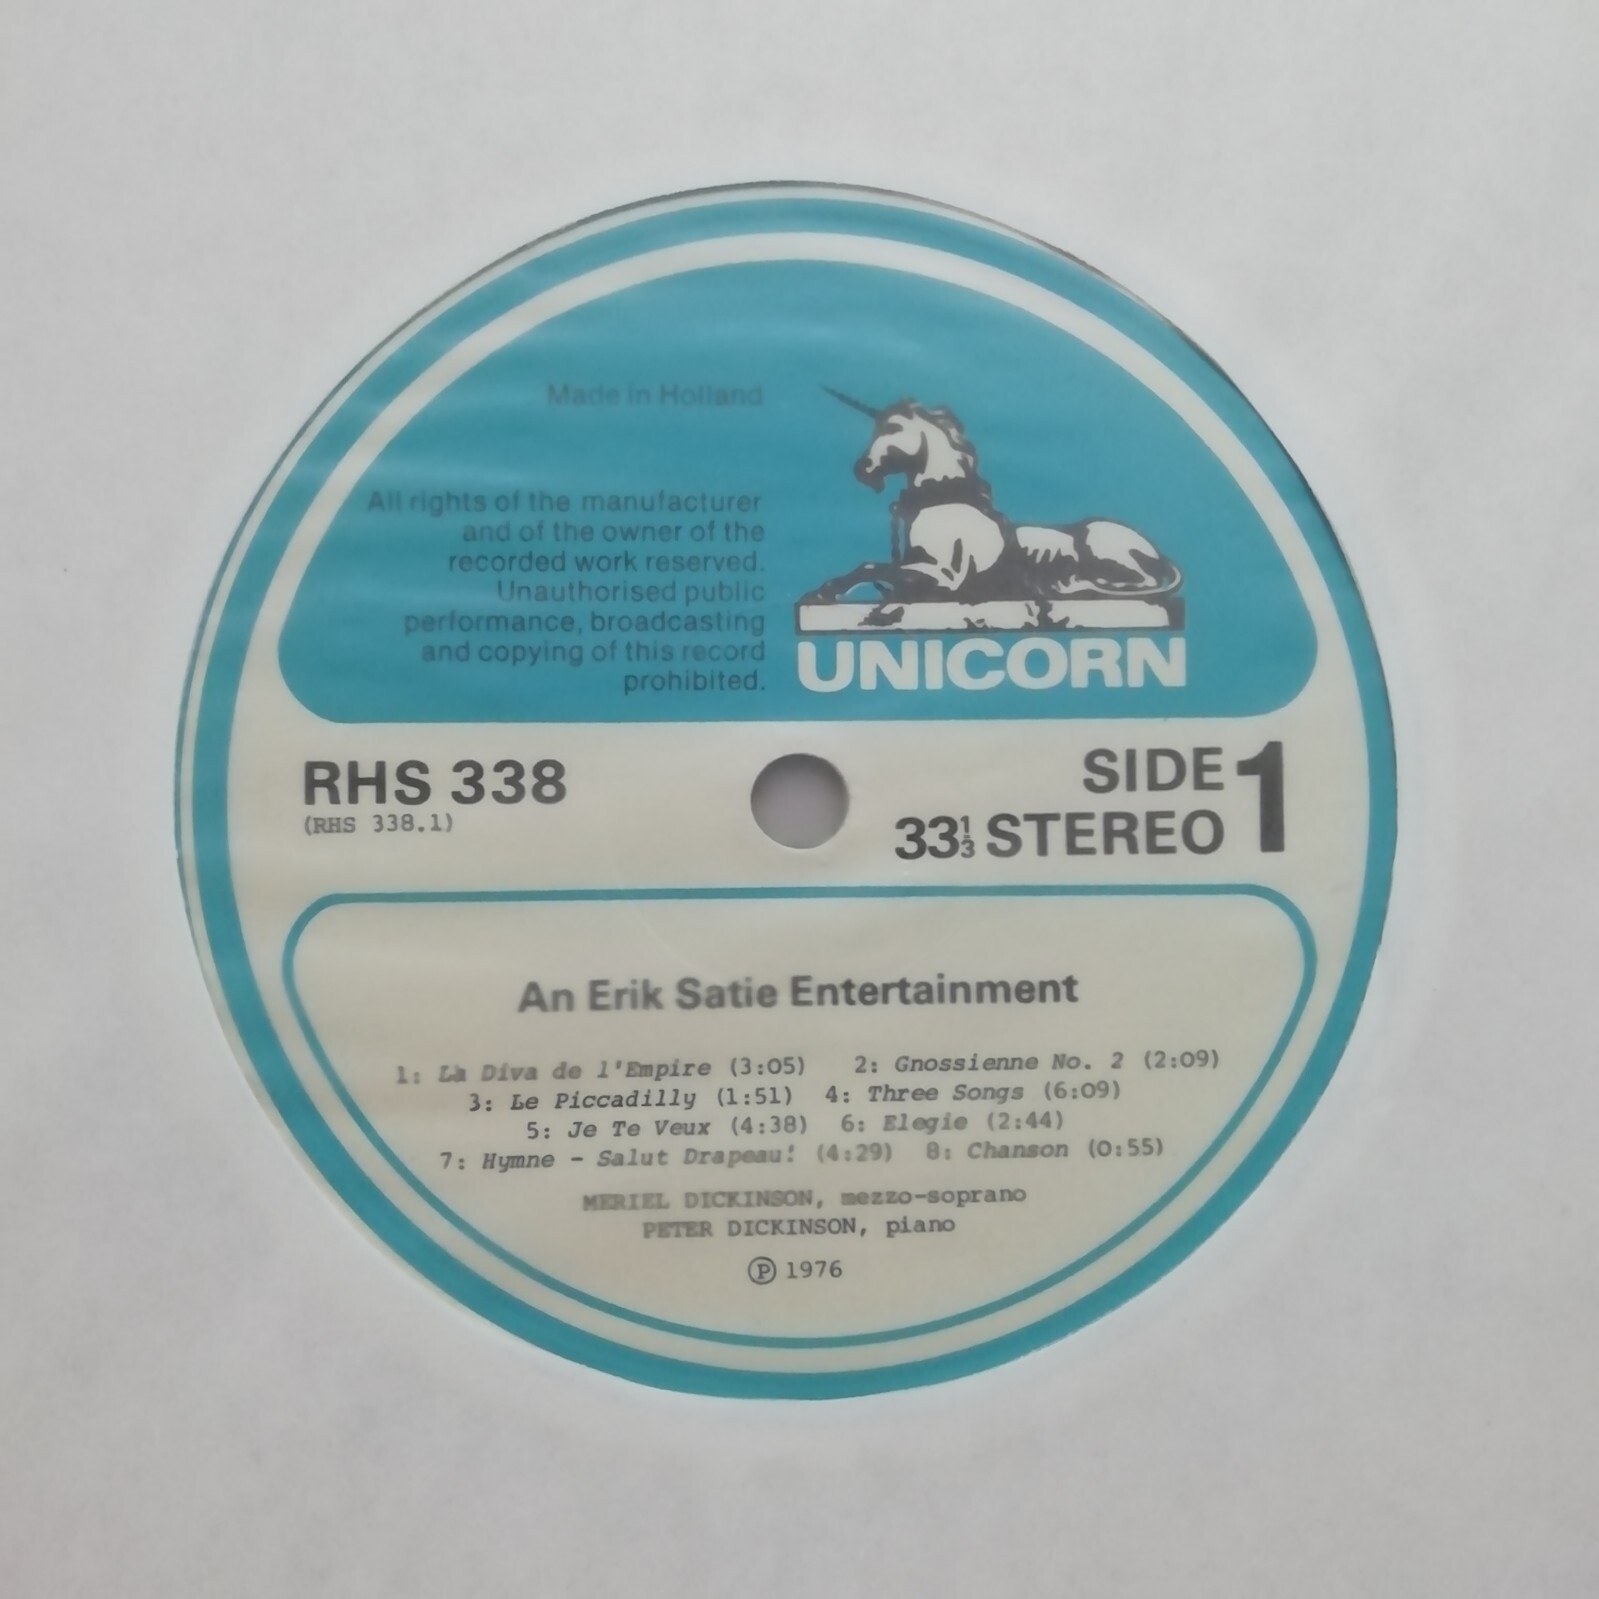 Made in Holland
All rights of the manufacturer
and of the owner of the
recorded work reserved.
Unauthorised public
performance, broadcasting
and copying of this record
prohibited.
UNICORN
RHS 338
(RHS 338.1)
SIDE 1
33⅓ STEREO
An Erik Satie Entertainment
1: La Diva de l'Empire (3:05) 2: Gnossienne No. 2 (2:09)
3: Le Piccadilly (1:51) 4: Three Songs (6:09)
5: Je Te Veux (4:38) 6: Elegie (2:44)
7: Hymne - Salut Drapeau! (4:29) 8: Chanson (0:55)
MERIEL DICKINSON, mezzo-soprano
PETER DICKINSON, piano
Ⓟ 1976